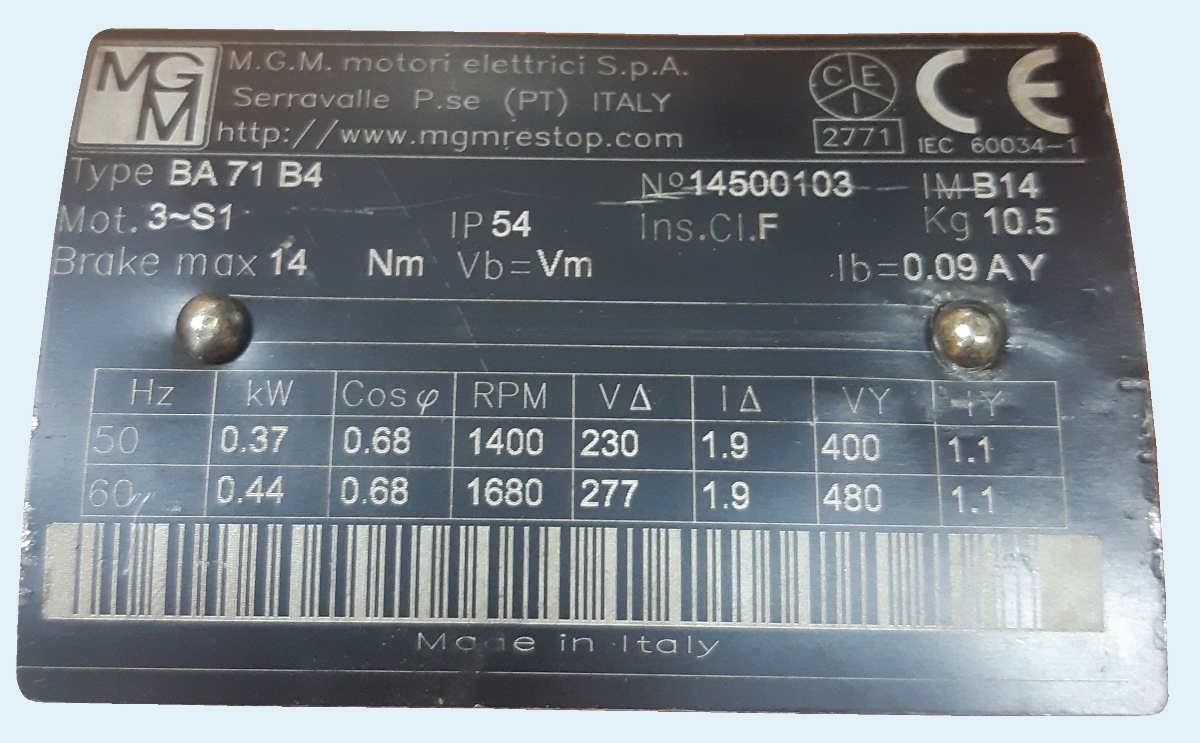 MGM
M.G.M. motori elettrici S.p.A.
Serravalle P.se (PT) ITALY
http://www.mgmrestop.com
CEI
2771
CE
IEC 60034-1
Type BA 71 B4 Nº 14500103 IM B14
Mot. 3~S1 IP 54 Ins.Cl.F Kg 10.5
Brake max 14 Nm Vb=Vm Ib=0.09 A Y
Hz kW Cos φ RPM V Δ I Δ VY IY
50 0.37 0.68 1400 230 1.9 400 1.1
60 0.44 0.68 1680 277 1.9 480 1.1
Made in Italy